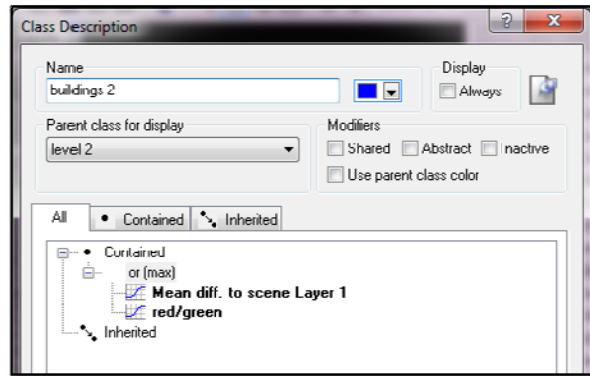 Class Description
?
X
Name
buildings 2
Display
Always
Parent class for display
level 2
Modifiers
Shared
Abstract
Inactive
Use parent class color
All
Contained
Inherited
Contained
or (max)
Mean diff. to scene Layer 1
red/green
Inherited